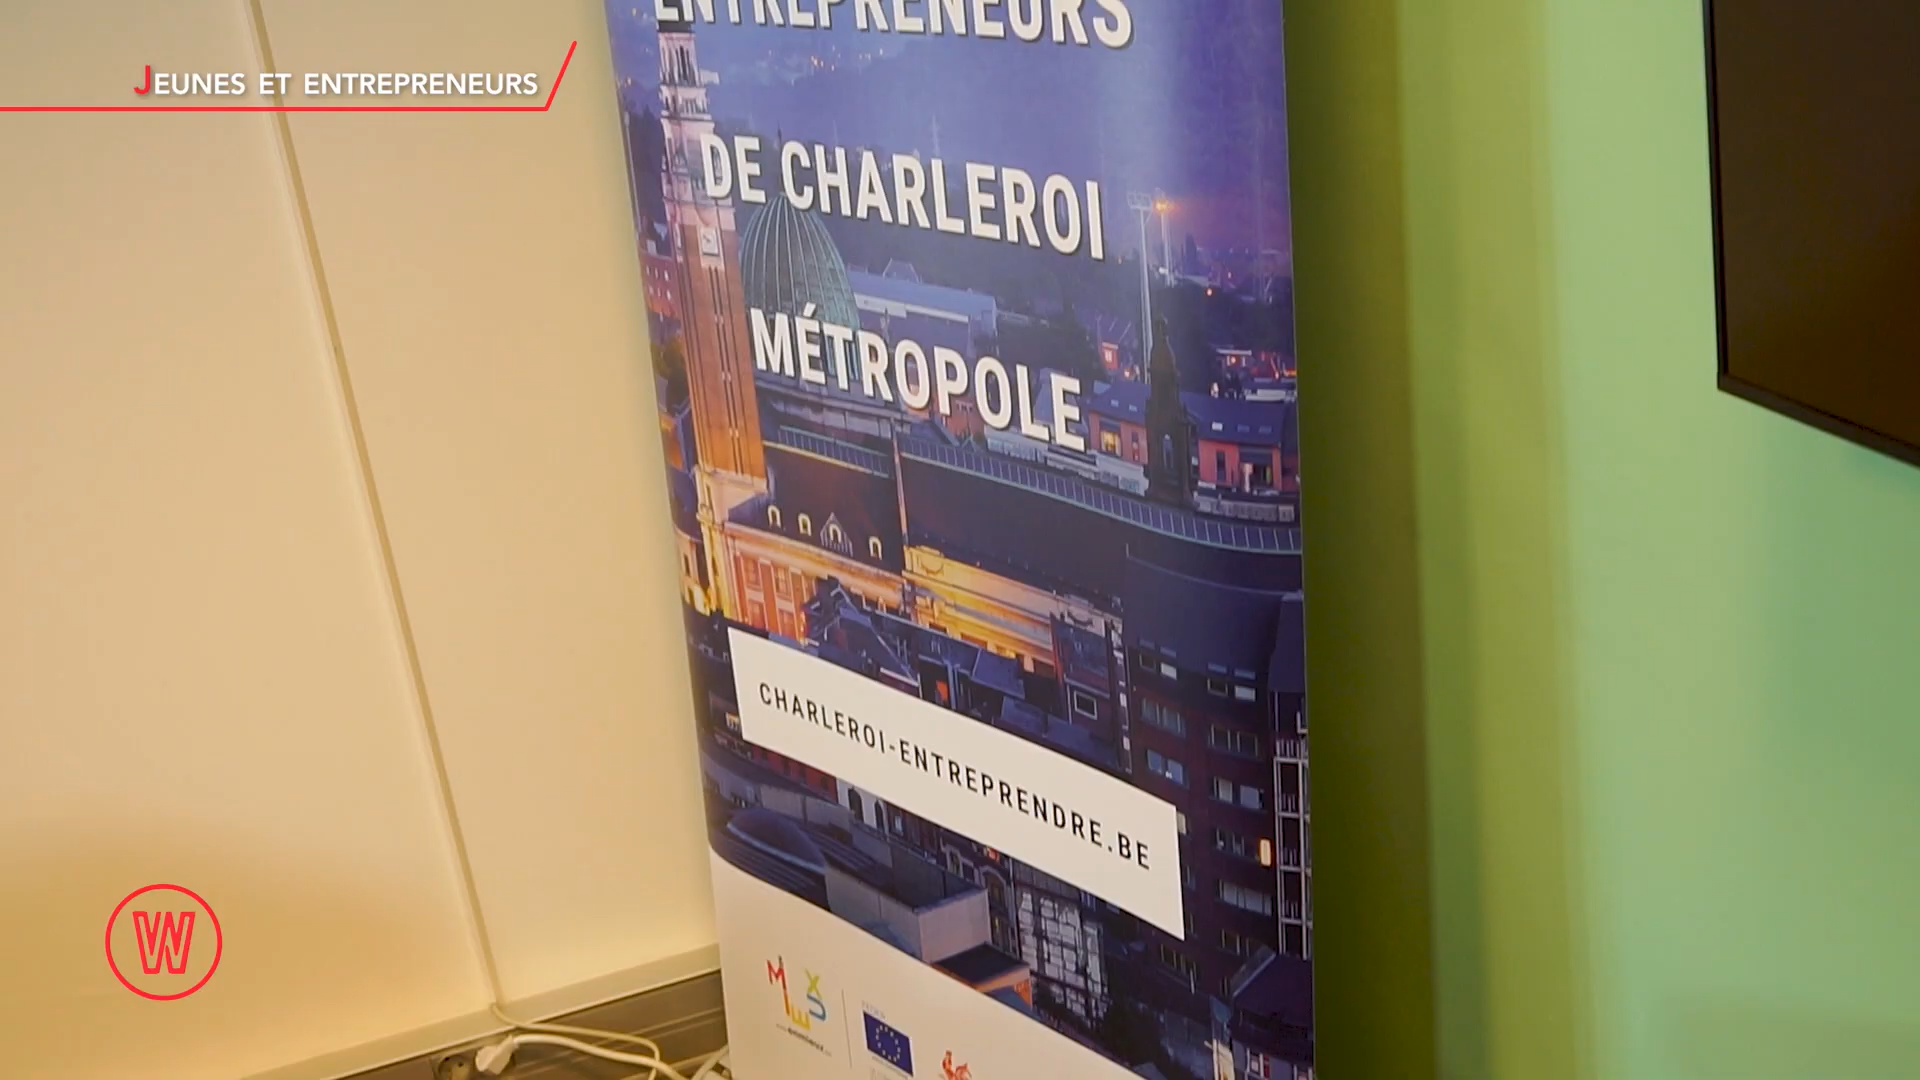 Jeunes et entrepreneurs
ENTREPRENEURS
DE CHARLEROI
MÉTROPOLE
CHARLEROI-ENTREPRENDRE.BE
W